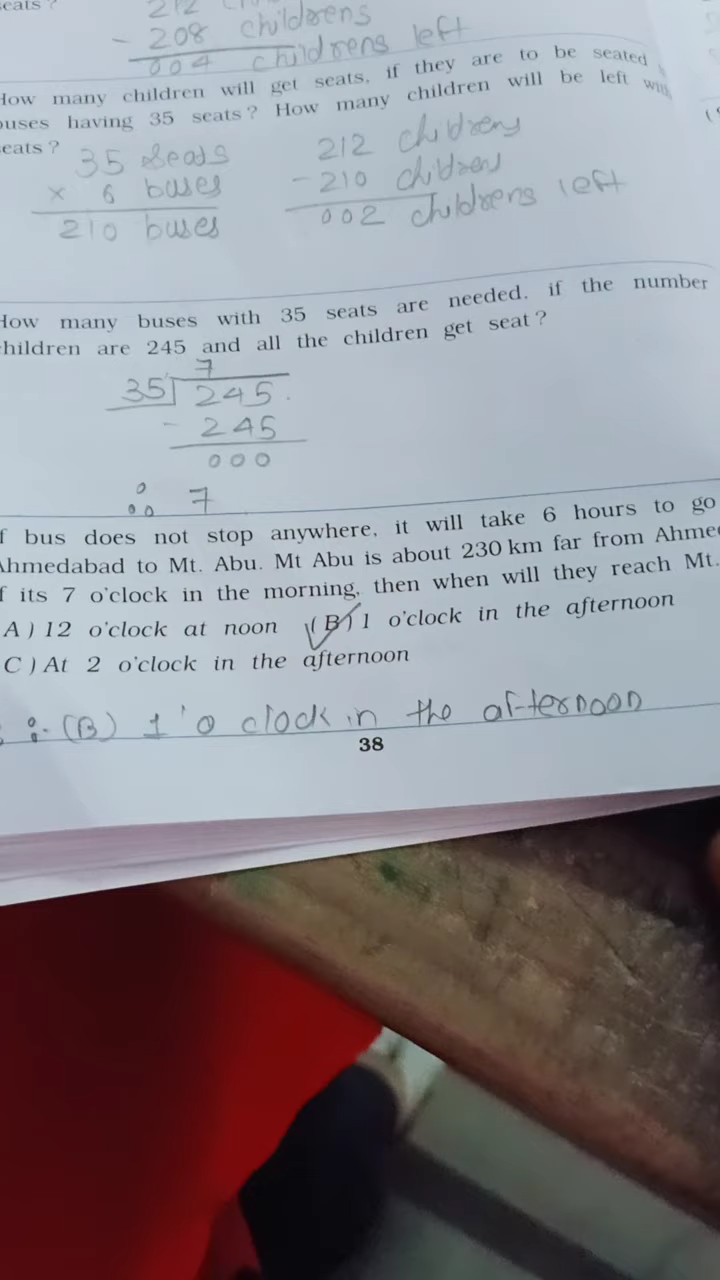 eats ?
212
- 208 childrens
004 childrens left
How many children will get seats, if they are to be seated
buses having 35 seats ? How many children will be left with
eats ?
35 Seats
× 6 buses
210 buses
212 childrens
- 210 children
002 childrens left
How many buses with 35 seats are needed, if the number
children are 245 and all the children get seat ?
7
35 245
- 245
000
∴ 7
f bus does not stop anywhere, it will take 6 hours to go
Ahmedabad to Mt. Abu. Mt Abu is about 230 km far from Ahme
f its 7 o'clock in the morning, then when will they reach Mt.
A ) 12 o'clock at noon (B) 1 o'clock in the afternoon
C ) At 2 o'clock in the afternoon
∴ (B) 1 'o clock in the afternoon
38